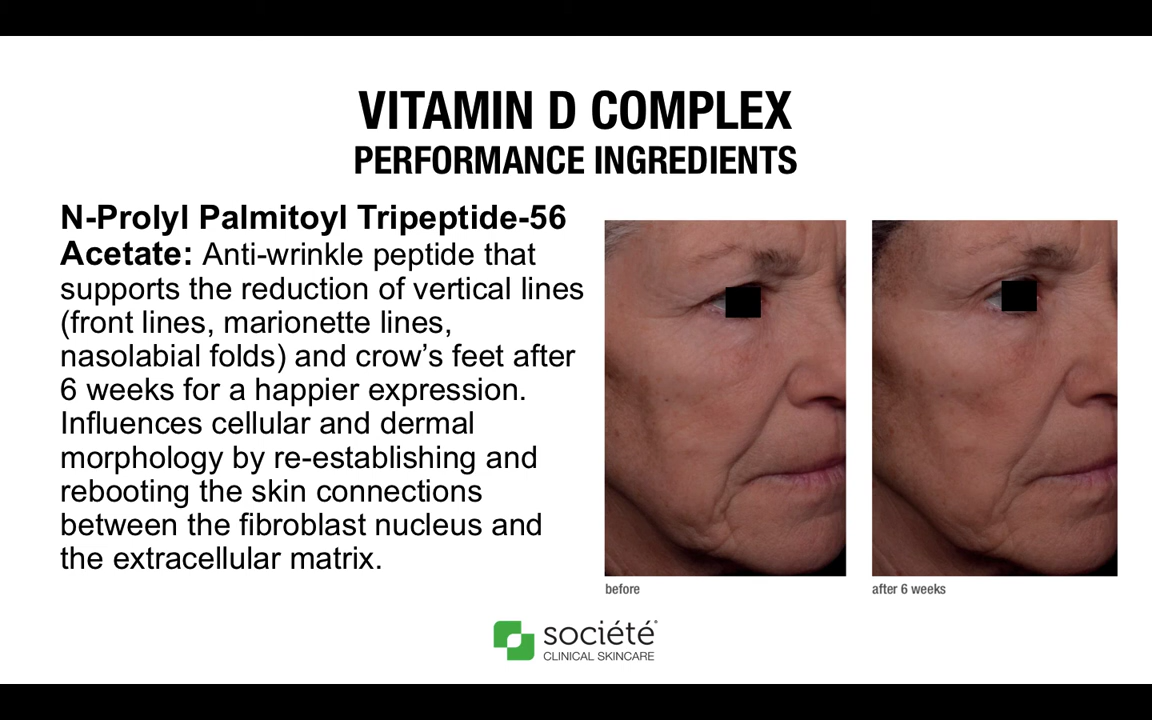 VITAMIN D COMPLEX
PERFORMANCE INGREDIENTS
N-Prolyl Palmitoyl Tripeptide-56
Acetate: Anti-wrinkle peptide that
supports the reduction of vertical lines
(front lines, marionette lines,
nasolabial folds) and crow’s feet after
6 weeks for a happier expression.
Influences cellular and dermal
morphology by re-establishing and
rebooting the skin connections
between the fibroblast nucleus and
the extracellular matrix.
before
after 6 weeks
société®
CLINICAL SKINCARE